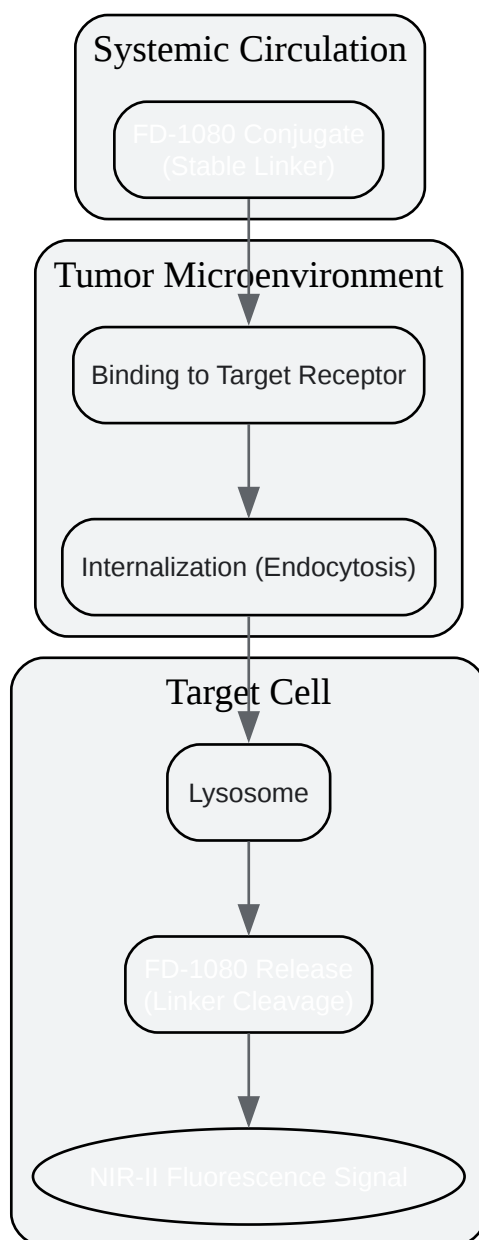 Systemic Circulation
FD-1080 Conjugate
(Stable Linker)
Tumor Microenvironment
Binding to Target Receptor
Internalization (Endocytosis)
Target Cell
Lysosome
FD-1080 Release
(Linker Cleavage)
NIR-II Fluorescence Signal